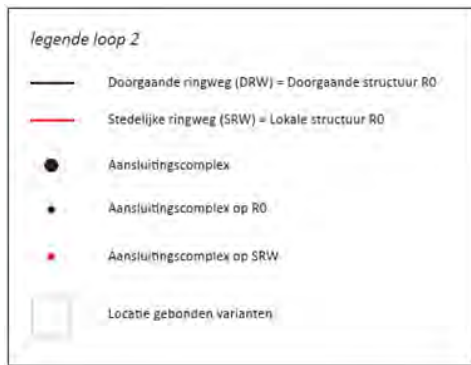 legende loop 2
Doorgaande ringweg (DRW) = Doorgaande structuur R0
Stedelijke ringweg (SRW) = Lokale structuur R0
Aansluitingscomplex
Aansluitingscomplex op R0
Aansluitingscomplex op SRW
Locatie gebonden varianten